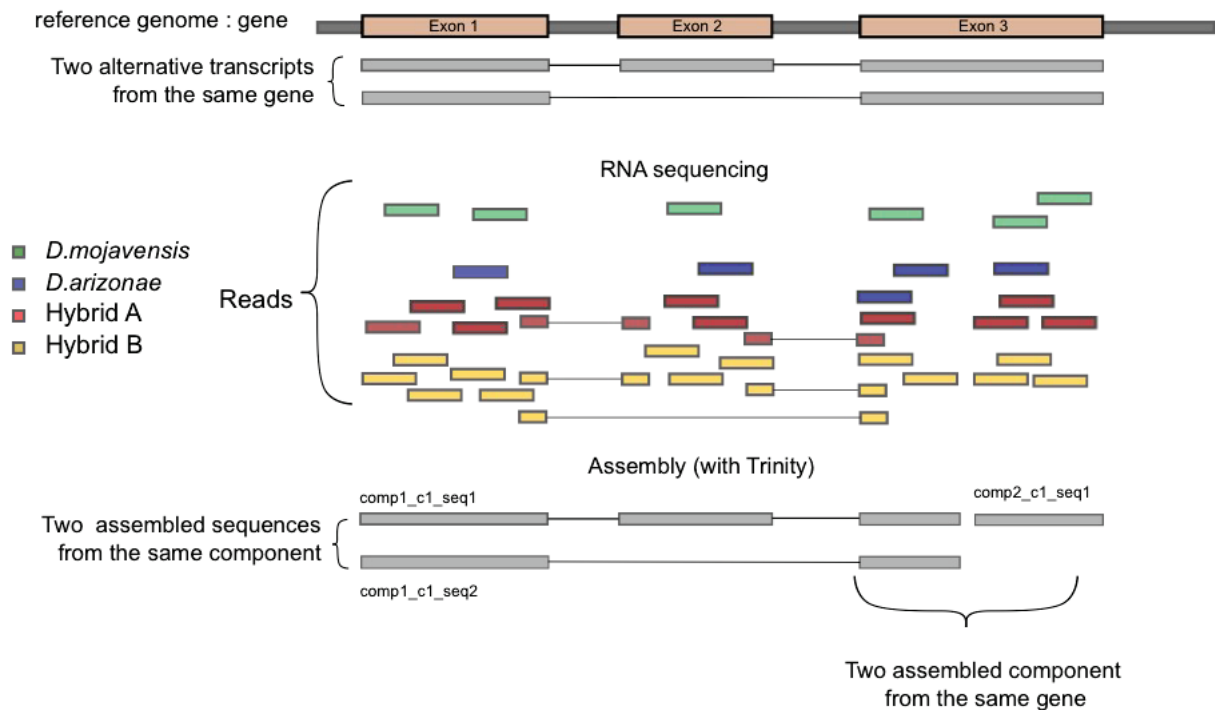 reference genome : gene
Exon 1
Exon 2
Exon 3
Two alternative transcripts
from the same gene
RNA sequencing
D.mojavensis
D.arizonae
Hybrid A
Hybrid B
Reads
Assembly (with Trinity)
comp1_c1_seq1
comp2_c1_seq1
Two assembled sequences
from the same component
comp1_c1_seq2
Two assembled component
from the same gene